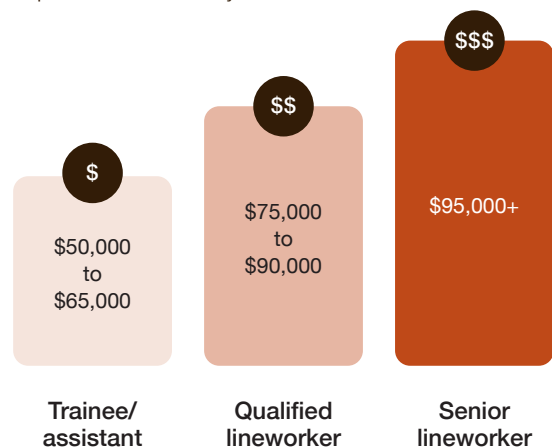 $$$
$$
$
$95,000+
$75,000
to
$90,000
$50,000
to
$65,000
Trainee/
assistant
Qualified
lineworker
Senior
lineworker